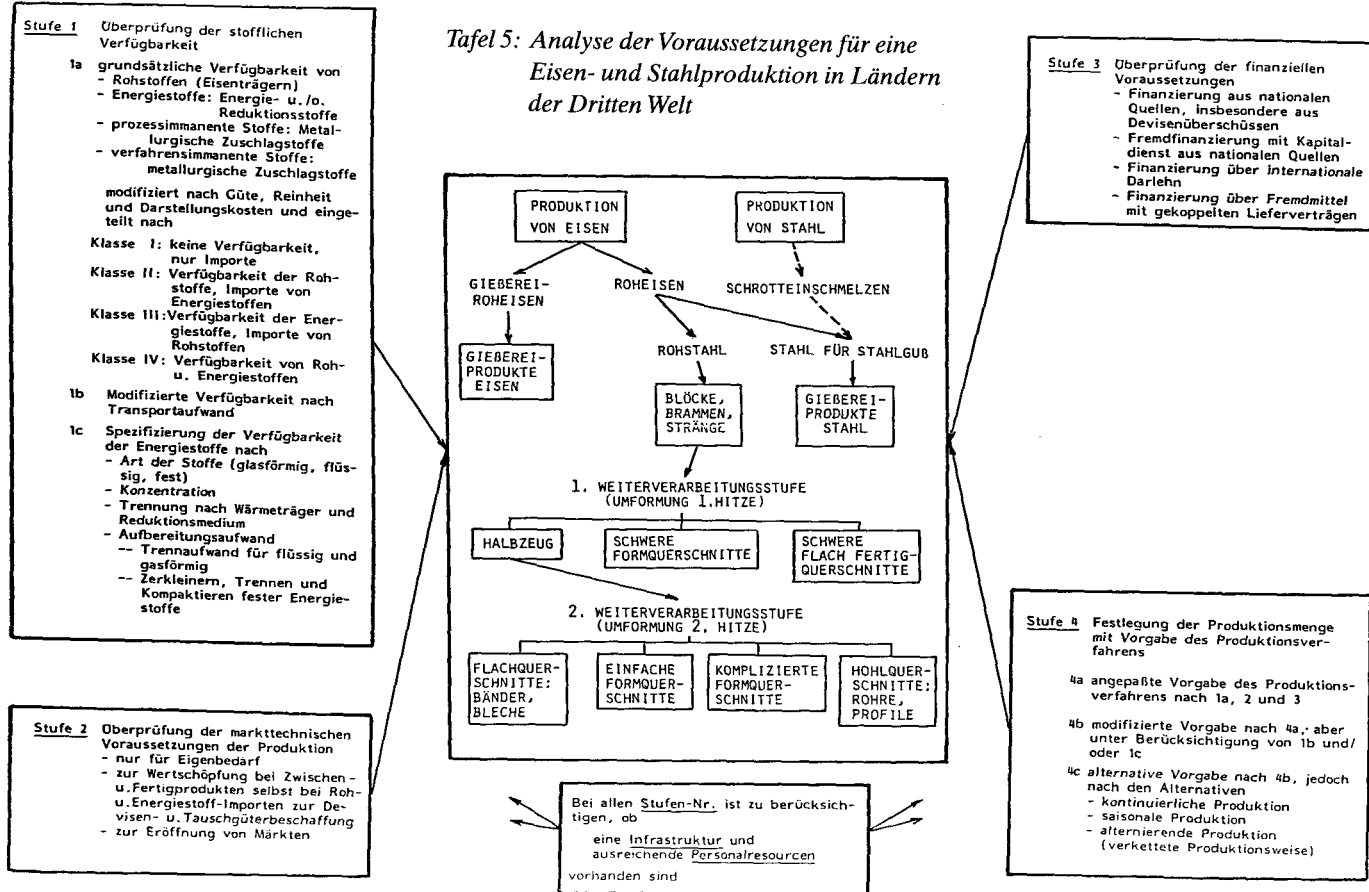 Tafel 5: Analyse der Voraussetzungen für eine
Eisen- und Stahlproduktion in Ländern
der Dritten Welt
Stufe 1 Überprüfung der stofflichen
Verfügbarkeit
1a grundsätzliche Verfügbarkeit von
- Rohstoffen (Eisenträgern)
- Energiestoffe: Energie- u./o.
Reduktionsstoffe
- prozessimmanente Stoffe: Metal-
lurgische Zuschlagstoffe
- verfahrensimmanente Stoffe:
metallurgische Zuschlagstoffe
modifiziert nach Güte, Reinheit
und Darstellungskosten und einge-
teilt nach
Klasse I: keine Verfügbarkeit,
nur Importe
Klasse II: Verfügbarkeit der Roh-
stoffe, Importe von
Energiestoffen
Klasse III:Verfügbarkeit der Ener-
giestoffe, Importe von
Rohstoffen
Klasse IV: Verfügbarkeit von Roh-
u. Energiestoffen
1b Modifizierte Verfügbarkeit nach
Transportaufwand
1c Spezifizierung der Verfügbarkeit
der Energiestoffe nach
- Art der Stoffe (glasförmig, flüs-
sig, fest)
- Konzentration
- Trennung nach Wärmeträger und
Reduktionsmedium
- Aufbereitungsaufwand
-- Trennaufwand für flüssig und
gasförmig
-- Zerkleinern, Trennen und
Kompaktieren fester Energie-
stoffe
Stufe 2 Überprüfung der markttechnischen
Voraussetzungen der Produktion
- nur für Eigenbedarf
- zur Wertschöpfung bei Zwischen-
u.Fertigprodukten selbst bei Roh-
u.Energiestoff-Importen zur De-
visen- u.Tauschgüterbeschaffung
- zur Eröffnung von Märkten
PRODUKTION
VON EISEN
PRODUKTION
VON STAHL
GIEßEREI-
ROHEISEN
ROHEISEN
SCHROTTEINSCHMELZEN
GIEßEREI-
PRODUKTE
EISEN
ROHSTAHL
STAHL FÜR STAHLGUß
BLÖCKE,
BRAMMEN,
STRÄNGE
GIEßEREI-
PRODUKTE
STAHL
1. WEITERVERARBEITUNGSSTUFE
(UMFORMUNG 1.HITZE)
HALBZEUG
SCHWERE
FORMQUERSCHNITTE
SCHWERE
FLACH FERTIG-
QUERSCHNITTE
2. WEITERVERARBEITUNGSSTUFE
(UMFORMUNG 2. HITZE)
FLACHQUER-
SCHNITTE:
BÄNDER,
BLECHE
EINFACHE
FORMQUER-
SCHNITTE
KOMPLIZIERTE
FORMQUER-
SCHNITTE
HOHLQUER-
SCHNITTE:
ROHRE,
PROFILE
Bei allen Stufen-Nr. ist zu berücksich-
tigen, ob
eine Infrastruktur und
ausreichende Personalresourcen
vorhanden sind
Stufe 3 Überprüfung der finanziellen
Voraussetzungen
- Finanzierung aus nationalen
Quellen, insbesondere aus
Devisenüberschüssen
- Fremdfinanzierung mit Kapital-
dienst aus nationalen Quellen
- Finanzierung über internationale
Darlehn
- Finanzierung über Fremdmittel
mit gekoppelten Lieferverträgen
Stufe 4 Festlegung der Produktionsmenge
mit Vorgabe des Produktionsver-
fahrens
4a angepaßte Vorgabe des Produktions-
verfahrens nach 1a, 2 und 3
4b modifizierte Vorgabe nach 4a, aber
unter Berücksichtigung von 1b und/
oder 1c
4c alternative Vorgabe nach 4b, jedoch
nach den Alternativen
- kontinuierliche Produktion
- saisonale Produktion
- alternierende Produktion
(verkettete Produktionsweise)